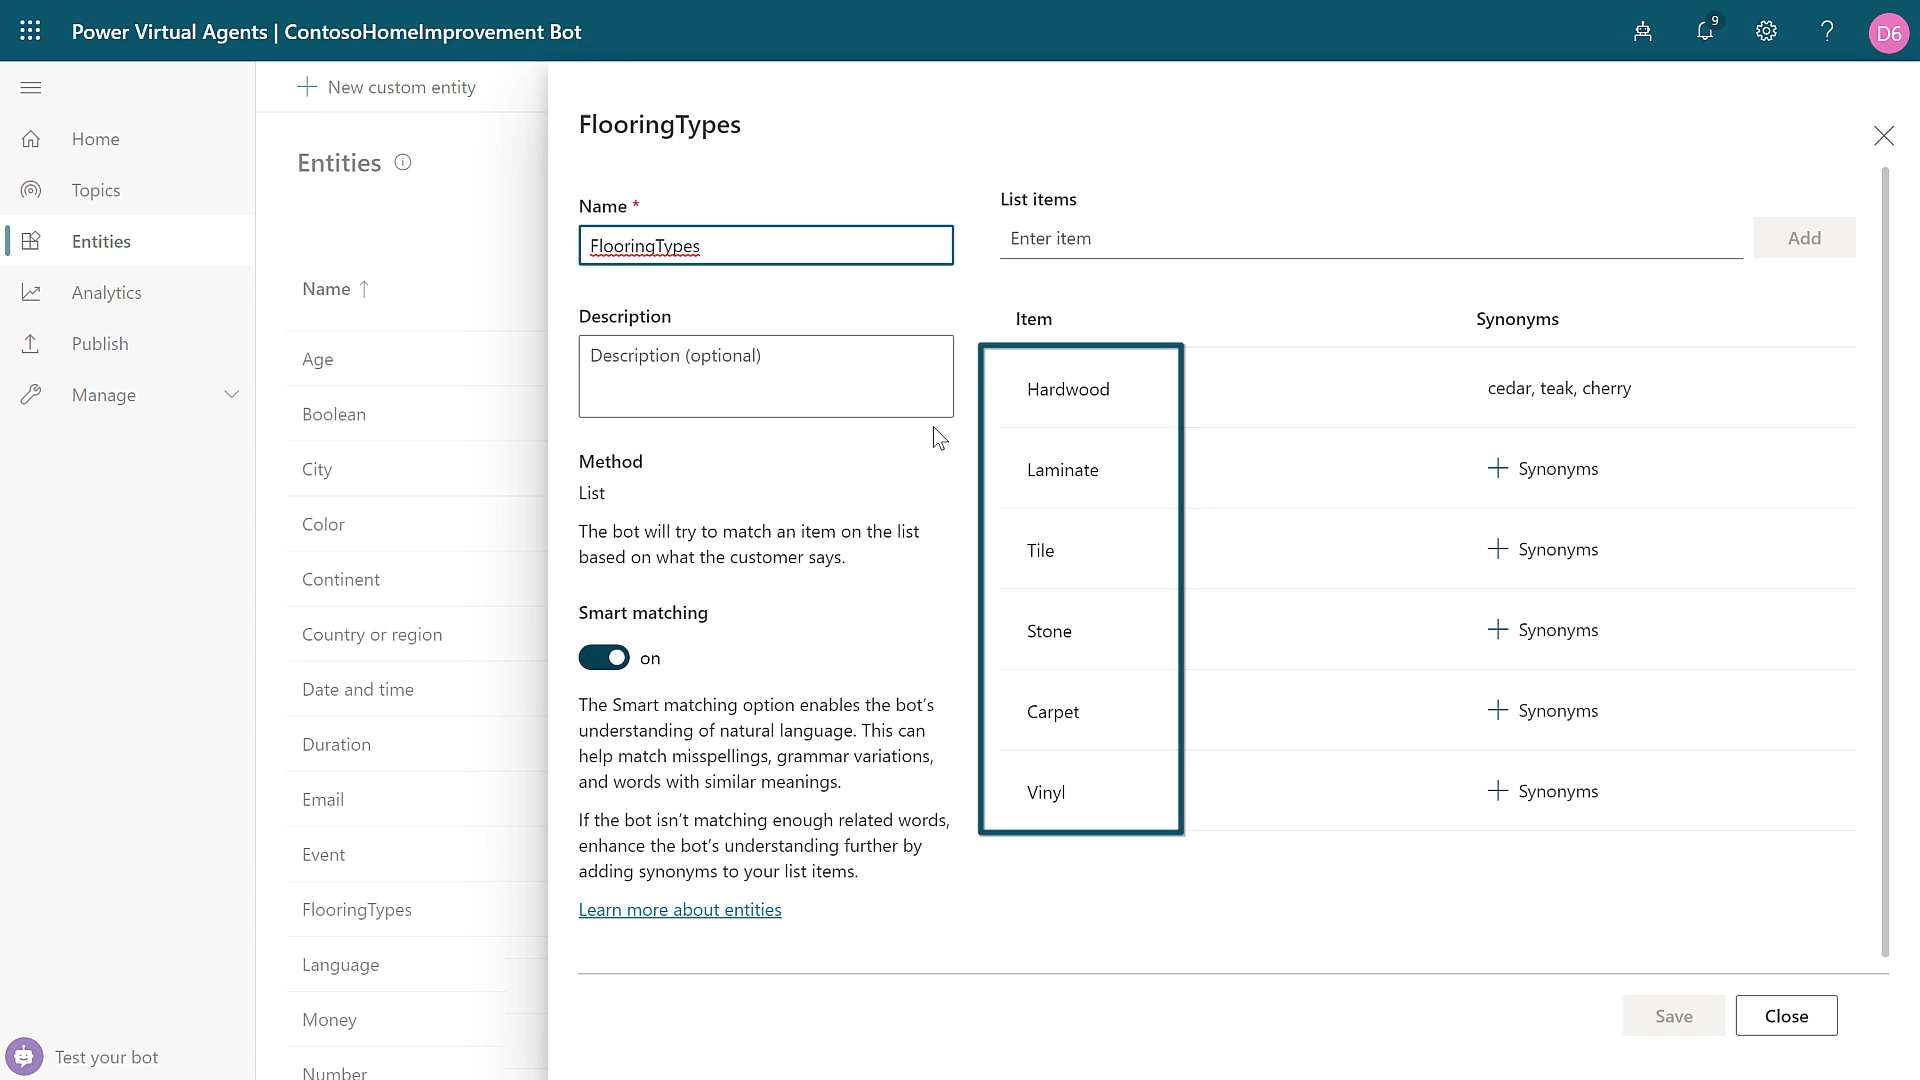 Power Virtual Agents | ContosoHomeImprovement Bot
9
D6
Home
Topics
Entities
Analytics
Publish
Manage
Test your bot
New custom entity
Entities
Name ↑
Age
Boolean
City
Color
Continent
Country or region
Date and time
Duration
Email
Event
FlooringTypes
Language
Money
Number
FlooringTypes
Name *
FlooringTypes
Description
Description (optional)
Method
List
The bot will try to match an item on the list
based on what the customer says.
Smart matching
on
The Smart matching option enables the bot's
understanding of natural language. This can
help match misspellings, grammar variations,
and words with similar meanings.
If the bot isn't matching enough related words,
enhance the bot's understanding further by
adding synonyms to your list items.
Learn more about entities
List items
Enter item
Add
Item Synonyms
Hardwood cedar, teak, cherry
Laminate + Synonyms
Tile + Synonyms
Stone + Synonyms
Carpet + Synonyms
Vinyl + Synonyms
Save
Close